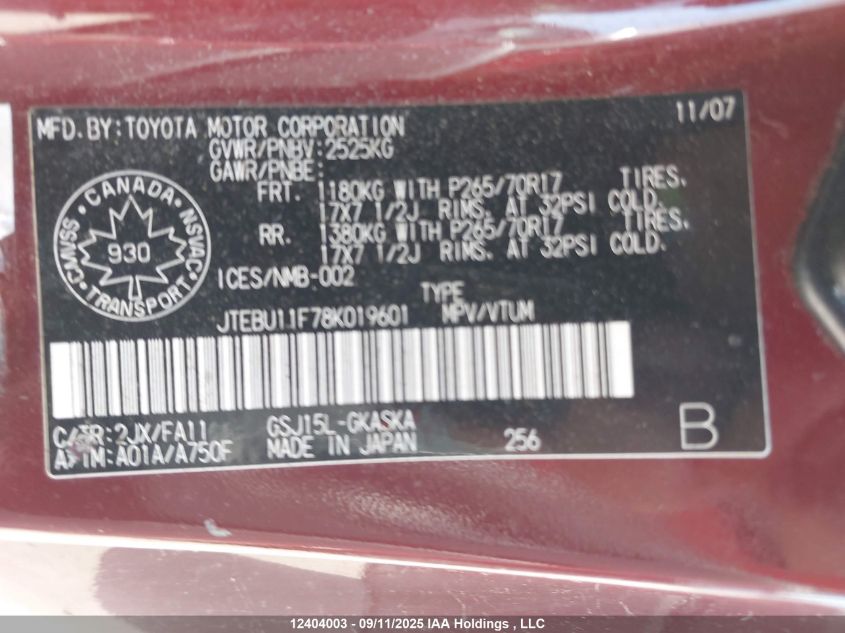 MFD.BY:TOYOTA MOTOR CORPORATION 11/07
GVWR/PNBV:2525KG
GAWR/PNBE:
FRT. 1180KG WITH P265/70R17 TIRES.
17X7 1/2J RIMS. AT 32PSI COLD.
RR. 1380KG WITH P265/70R17 TIRES.
17X7 1/2J RIMS. AT 32PSI COLD.
ICES/NMB-002
CANADA
CMVSS NSVAC
930
TRANSPORT
TYPE
JTEBU11F78K019601 MPV/VTUM
C/TR:2JX/FA11 GSJ15L-GKASKA
A/TM:A01A/A750F MADE IN JAPAN 256 B
12404003 - 09/11/2025 IAA Holdings , LLC